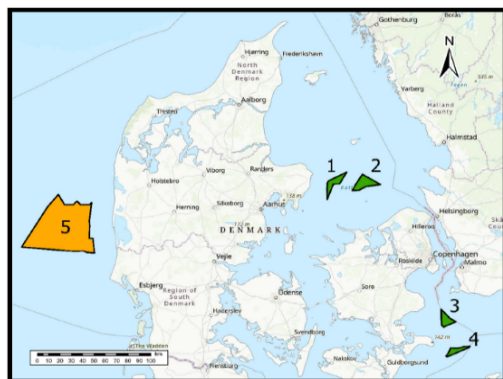 Gothenburg
N
Hjørring
Frederikshavn
North
Denmark
Region
Varberg
Halland
County
Thisted
Aalborg
Halmstad
1
2
Viborg
Randers
Holstebro
Silkeborg
Aarhus
Herning
DENMARK
Helsingborg
5
Hillerød
Vejle
Copenhagen
Roskilde
Malmö
Esbjerg
Region of
South
Denmark
Odense
Sorø
3
Haderslev
Svendborg
4
Nakskov
Guldborgsund
Flensburg
0 10 20 30 40 50 60 70 80 90 100
km